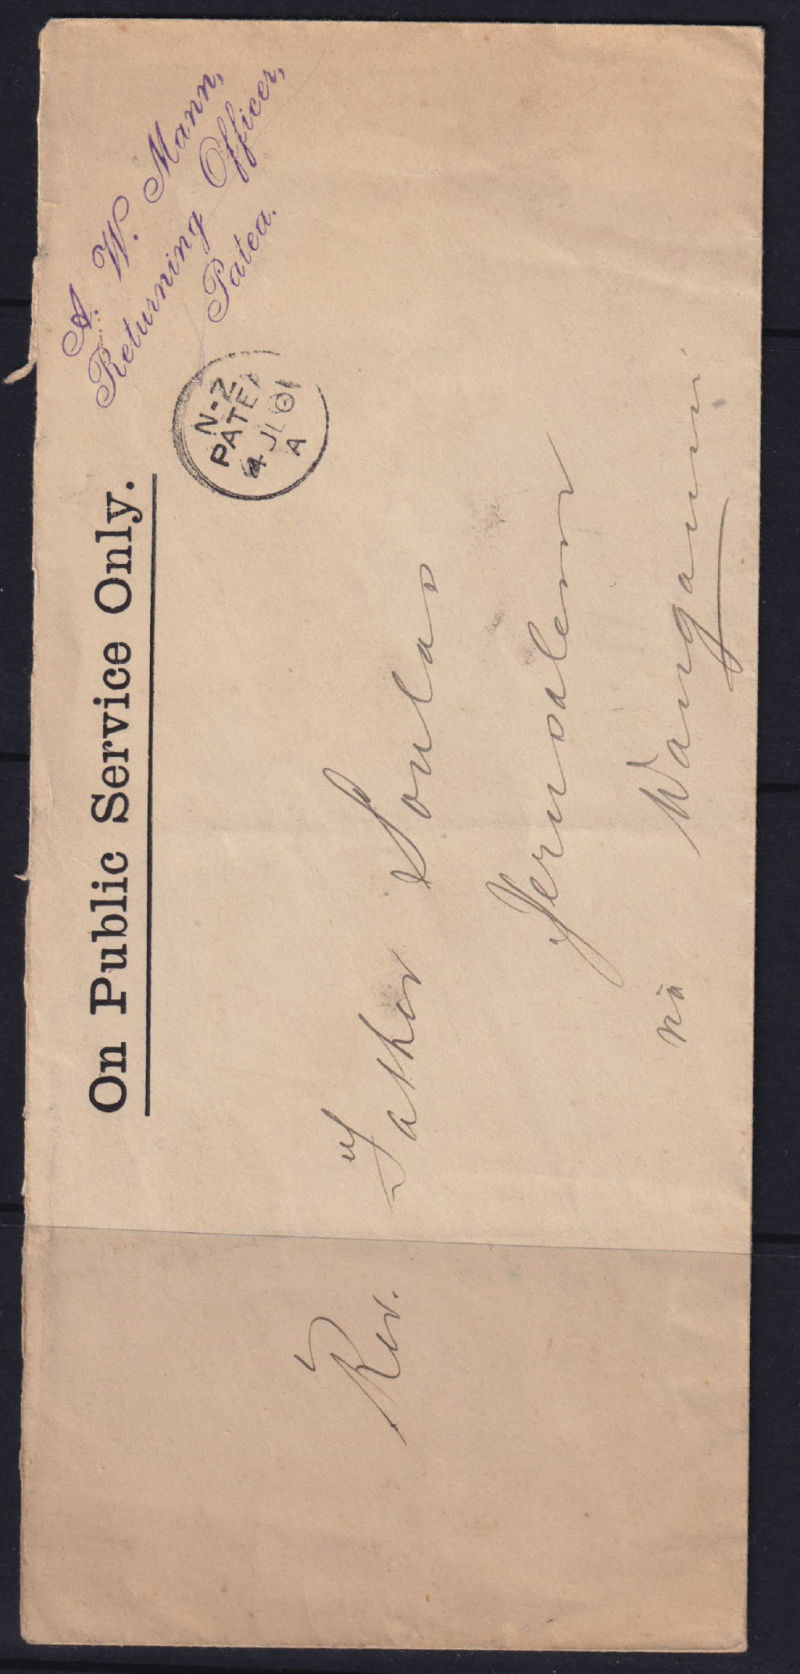 On Public Service Only.
A. W. Mann,
Returning Officer,
Patea.
N-Z
PATEA
4 JL 01
A
Rev. Father Soulas
Jerusalem
via Wanganui